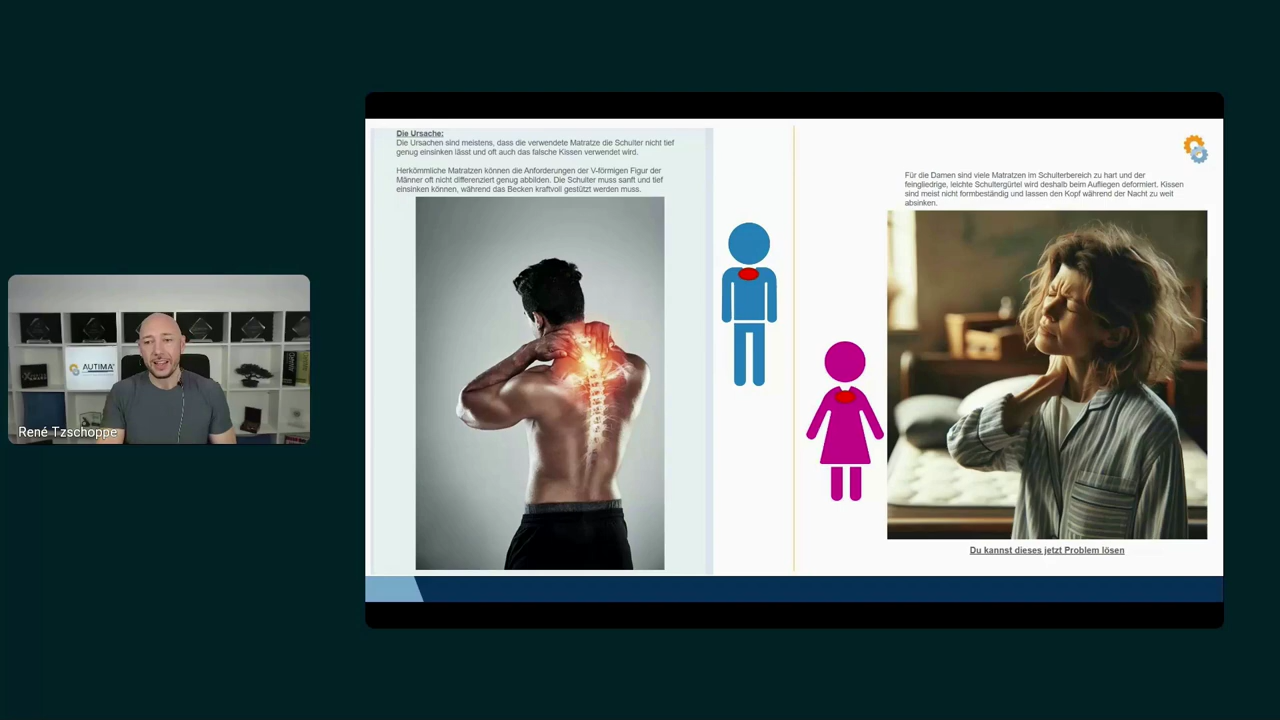 Die Ursache:
Die Ursachen sind meistens, dass die verwendete Matratze die Schulter nicht tief
genug einsinken lässt und oft auch das falsche Kissen verwendet wird.
Herkömmliche Matratzen können die Anforderungen der V-förmigen Figur der
Männer oft nicht differenziert genug abbilden. Die Schulter muss sanft und tief
einsinken können, während das Becken kraftvoll gestützt werden muss.
Für die Damen sind viele Matratzen im Schulterbereich zu hart und der
feingliedrige, leichte Schultergürtel wird deshalb beim Aufliegen deformiert. Kissen
sind meist nicht formbeständig und lassen den Kopf während der Nacht zu weit
absinken.
Du kannst dieses jetzt Problem lösen
AUTIMA
René Tzschoppe